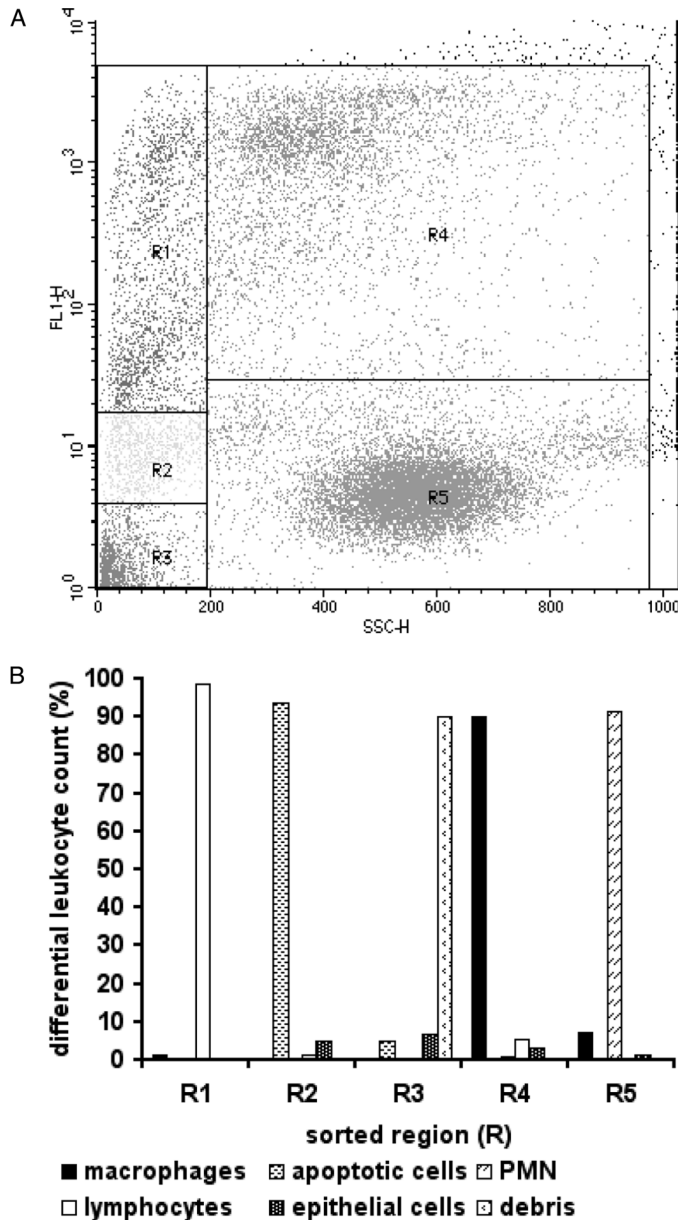 A
10^4
10^3
10^2
10^1
10^0
FL1-H
R1
R4
R2
R5
R3
0 200 400 600 800 1000
SSC-H
B
100
90
80
70
60
50
40
30
20
10
0
differential leukocyte count (%)
R1 R2 R3 R4 R5
sorted region (R)
macrophages apoptotic cells PMN
lymphocytes epithelial cells debris